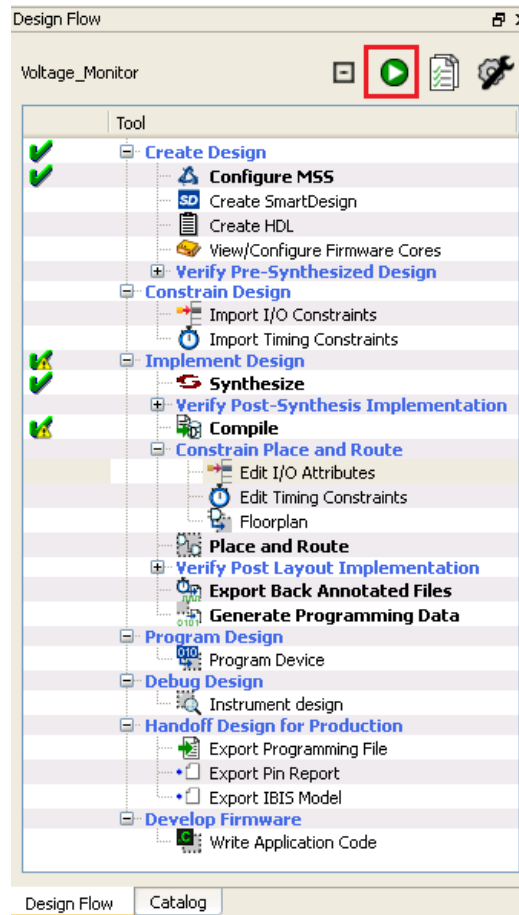 Design Flow
Voltage_Monitor
Tool
Create Design
Configure MSS
SD Create SmartDesign
Create HDL
View/Configure Firmware Cores
Verify Pre-Synthesized Design
Constrain Design
Import I/O Constraints
Import Timing Constraints
Implement Design
Synthesize
Verify Post-Synthesis Implementation
Compile
Constrain Place and Route
Edit I/O Attributes
Edit Timing Constraints
Floorplan
Place and Route
Verify Post Layout Implementation
Export Back Annotated Files
0101 Generate Programming Data
Program Design
010 Program Device
Debug Design
Instrument design
Handoff Design for Production
Export Programming File
Export Pin Report
Export IBIS Model
Develop Firmware
.C Write Application Code
Design Flow Catalog